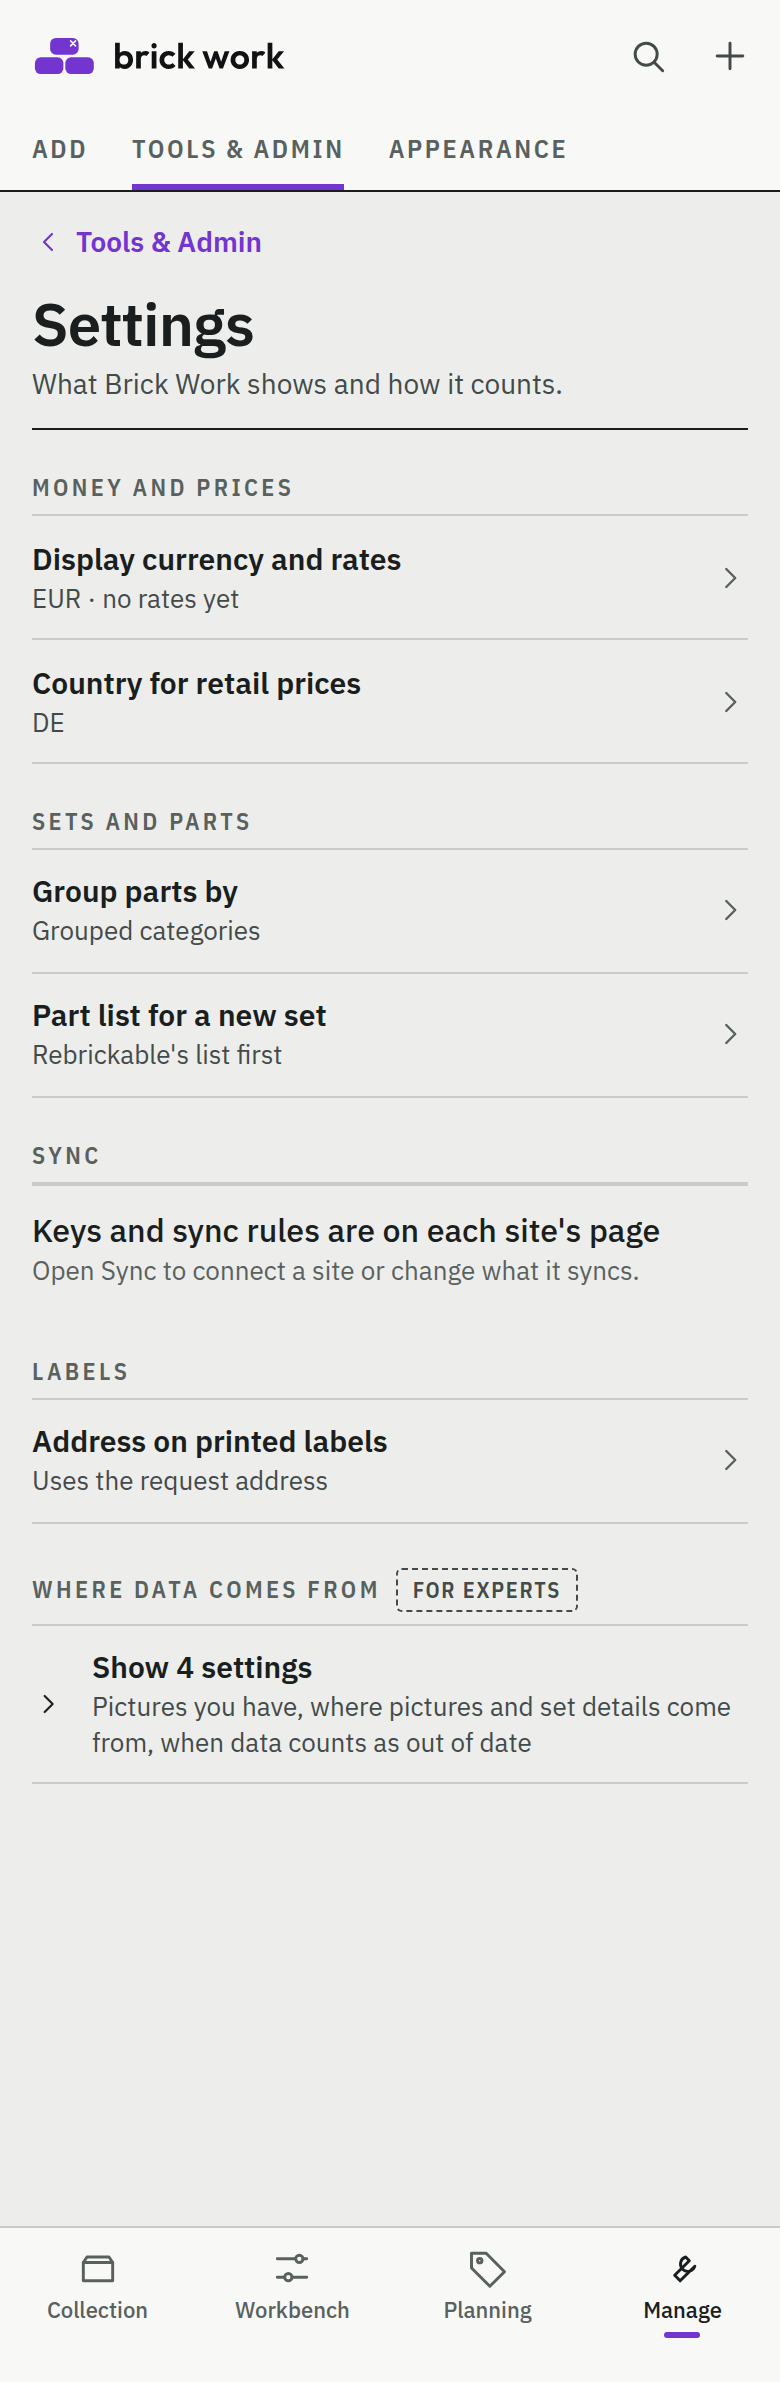 brick work
ADD TOOLS & ADMIN APPEARANCE
Tools & Admin
Settings
What Brick Work shows and how it counts.
MONEY AND PRICES
Display currency and rates
EUR · no rates yet
Country for retail prices
DE
SETS AND PARTS
Group parts by
Grouped categories
Part list for a new set
Rebrickable's list first
SYNC
Keys and sync rules are on each site's page
Open Sync to connect a site or change what it syncs.
LABELS
Address on printed labels
Uses the request address
WHERE DATA COMES FROM FOR EXPERTS
Show 4 settings
Pictures you have, where pictures and set details come
from, when data counts as out of date
Collection Workbench Planning Manage